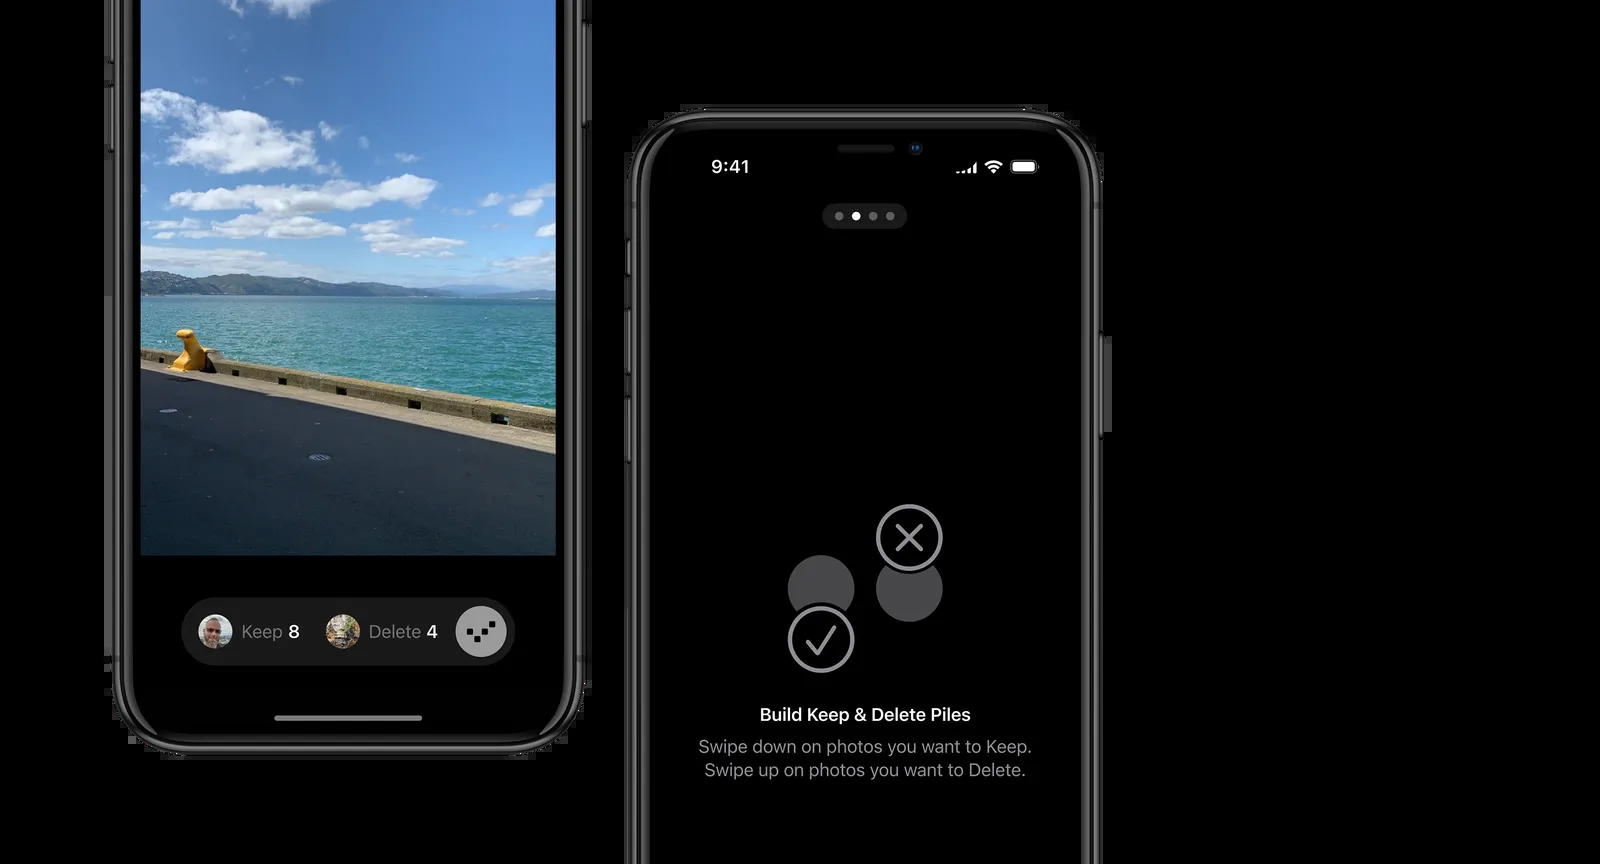 Keep 8 Delete 4
9:41
Build Keep & Delete Piles
Swipe down on photos you want to Keep.
Swipe up on photos you want to Delete.